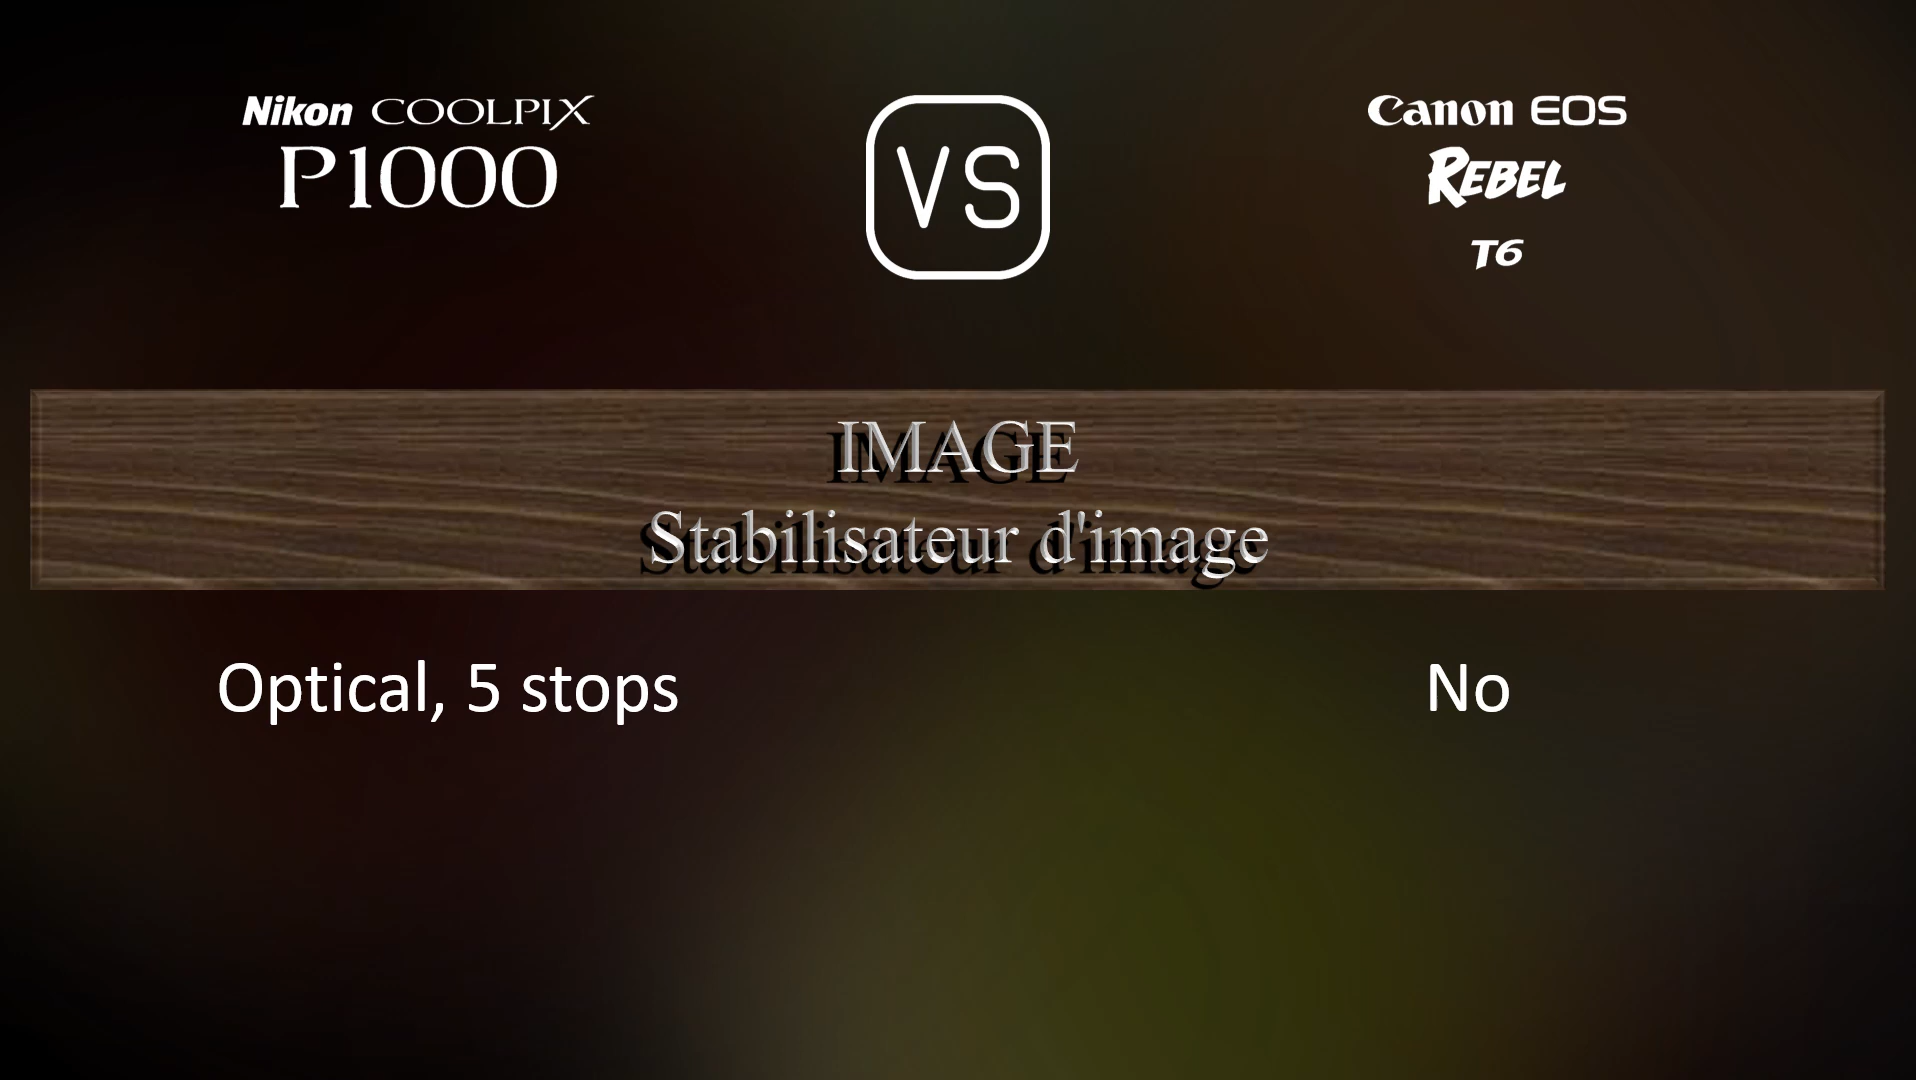 Nikon COOLPIX
P1000
VS
Canon EOS
REBEL
T6
IMAGE
Stabilisateur d'image
Optical, 5 stops
No